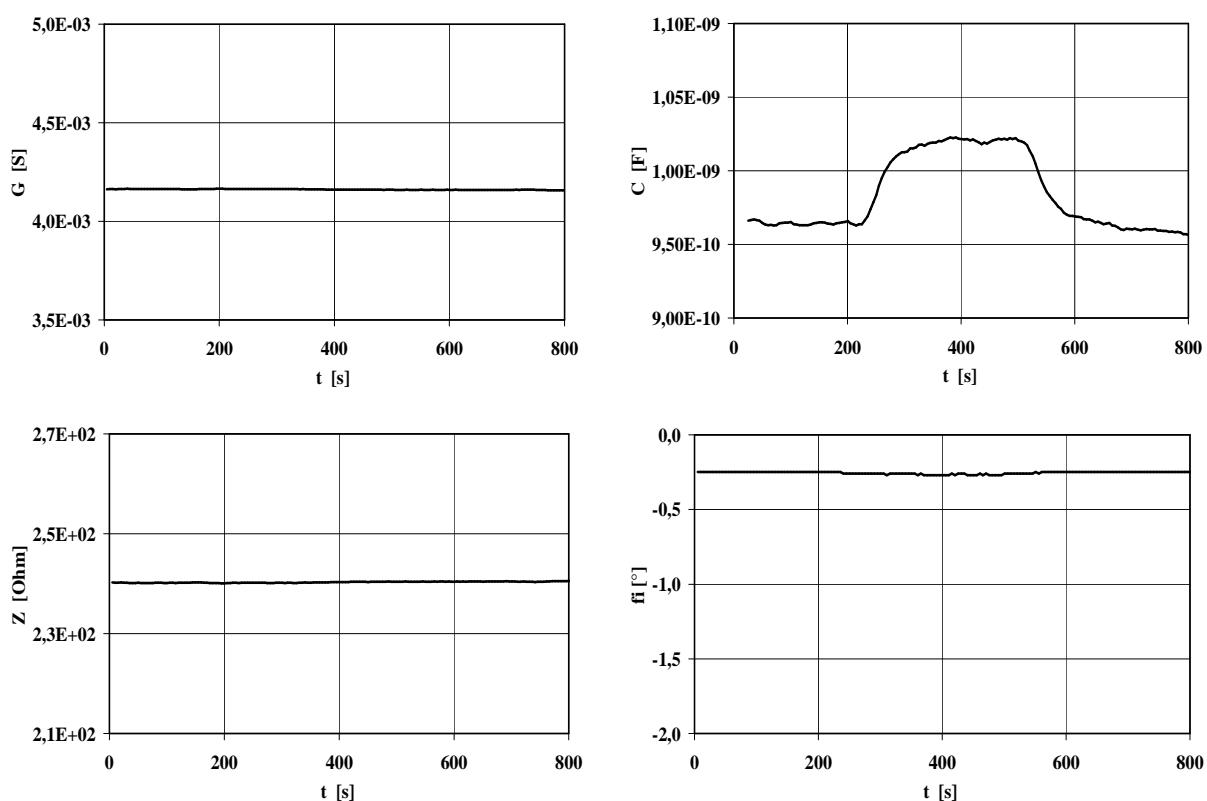 5,0E-03
4,5E-03
4,0E-03
3,5E-03
G [S]
0 200 400 600 800
t [s]
1,10E-09
1,05E-09
1,00E-09
9,50E-10
9,00E-10
C [F]
0 200 400 600 800
t [s]
2,7E+02
2,5E+02
2,3E+02
2,1E+02
Z [Ohm]
0 200 400 600 800
t [s]
0,0
-0,5
-1,0
-1,5
-2,0
fi [°]
0 200 400 600 800
t [s]